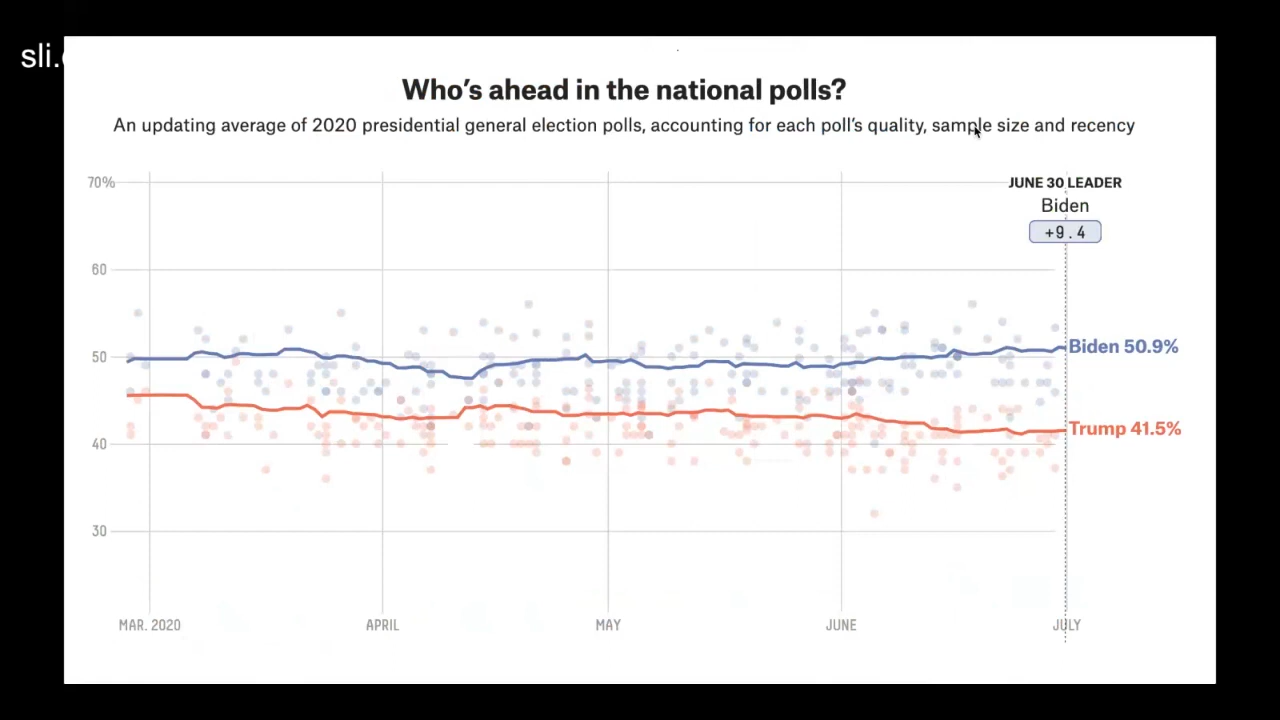 sli.
Who's ahead in the national polls?
An updating average of 2020 presidential general election polls, accounting for each poll's quality, sample size and recency
70%
JUNE 30 LEADER
Biden
+9.4
60
50
Biden 50.9%
Trump 41.5%
40
30
MAR. 2020 APRIL MAY JUNE JULY